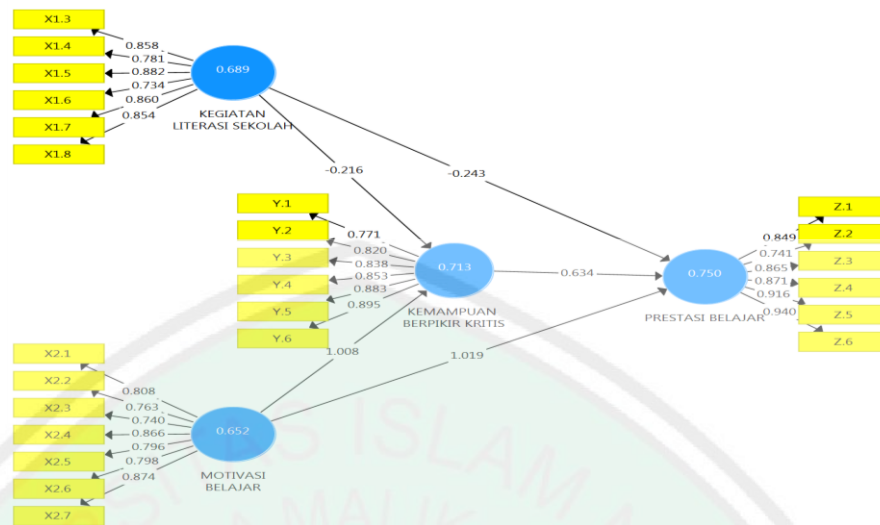 X1.3
X1.4
X1.5
X1.6
X1.7
X1.8
0.858
0.781
0.882
0.734
0.860
0.854
0.689
KEGIATAN
LITERASI SEKOLAH
-0.216
-0.243
Y.1
Y.2
Y.3
Y.4
Y.5
Y.6
0.771
0.820
0.838
0.853
0.883
0.895
0.713
KEMAMPUAN
BERPIKIR KRITIS
0.634
Z.1
Z.2
Z.3
Z.4
Z.5
Z.6
0.849
0.741
0.865
0.871
0.916
0.940
0.750
PRESTASI BELAJAR
1.008
1.019
X2.1
X2.2
X2.3
X2.4
X2.5
X2.6
X2.7
0.808
0.763
0.740
0.866
0.796
0.798
0.874
0.652
MOTIVASI
BELAJAR
ISLAM